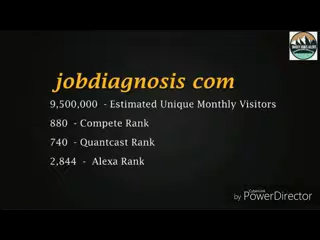 jobdiagnosis com
9,500,000 - Estimated Unique Monthly Visitors
880 - Compete Rank
740 - Quantcast Rank
2,844 - Alexa Rank
CyberLink
by PowerDirector